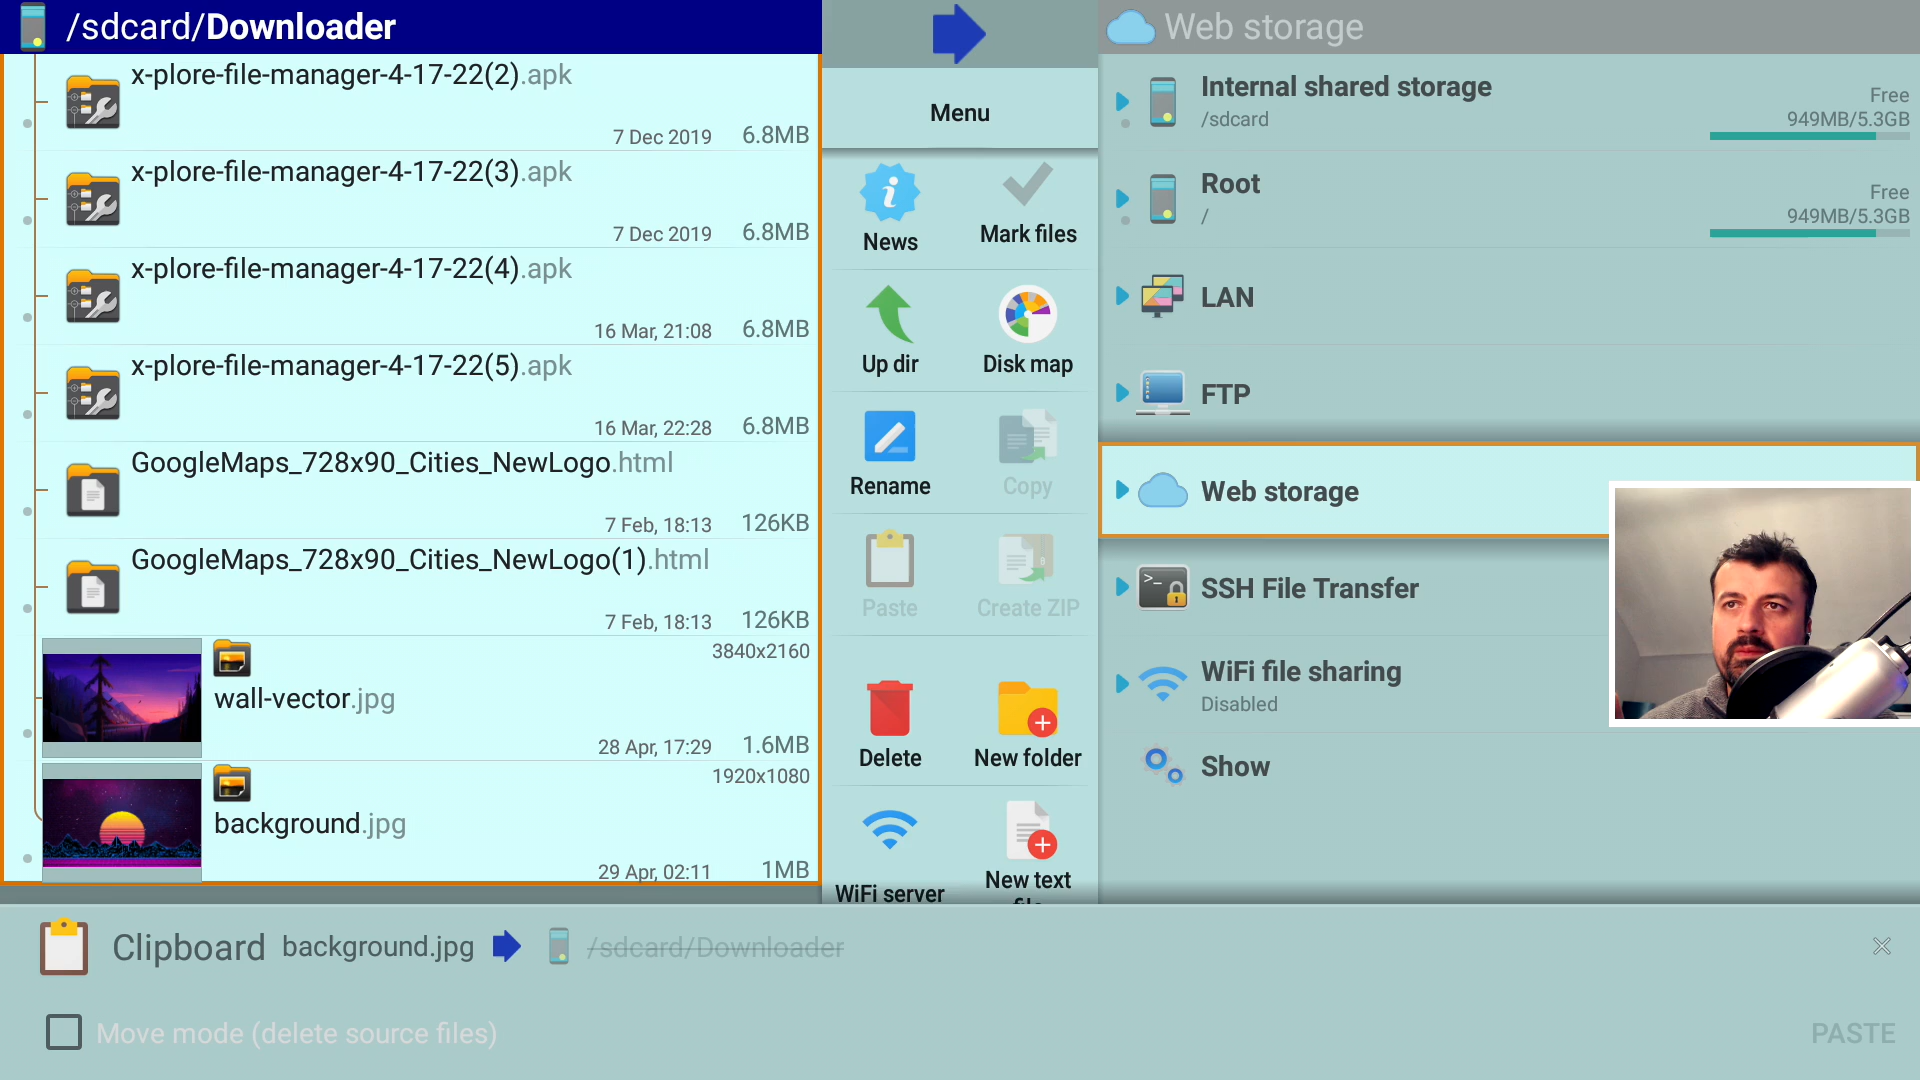 /sdcard/Downloader
x-plore-file-manager-4-17-22(2).apk
7 Dec 2019 6.8MB
x-plore-file-manager-4-17-22(3).apk
7 Dec 2019 6.8MB
x-plore-file-manager-4-17-22(4).apk
16 Mar, 21:08 6.8MB
x-plore-file-manager-4-17-22(5).apk
16 Mar, 22:28 6.8MB
GoogleMaps_728x90_Cities_NewLogo.html
7 Feb, 18:13 126KB
GoogleMaps_728x90_Cities_NewLogo(1).html
7 Feb, 18:13 126KB
3840x2160
wall-vector.jpg
28 Apr, 17:29 1.6MB
1920x1080
background.jpg
29 Apr, 02:11 1MB
Menu
News
Mark files
Up dir
Disk map
Rename
Copy
Paste
Create ZIP
Delete
New folder
WiFi server
New text
file
Web storage
Internal shared storage
/sdcard
Free
949MB/5.3GB
Root
/
Free
949MB/5.3GB
LAN
FTP
Web storage
SSH File Transfer
WiFi file sharing
Disabled
Show
Clipboard background.jpg /sdcard/Downloader
Move mode (delete source files)
PASTE